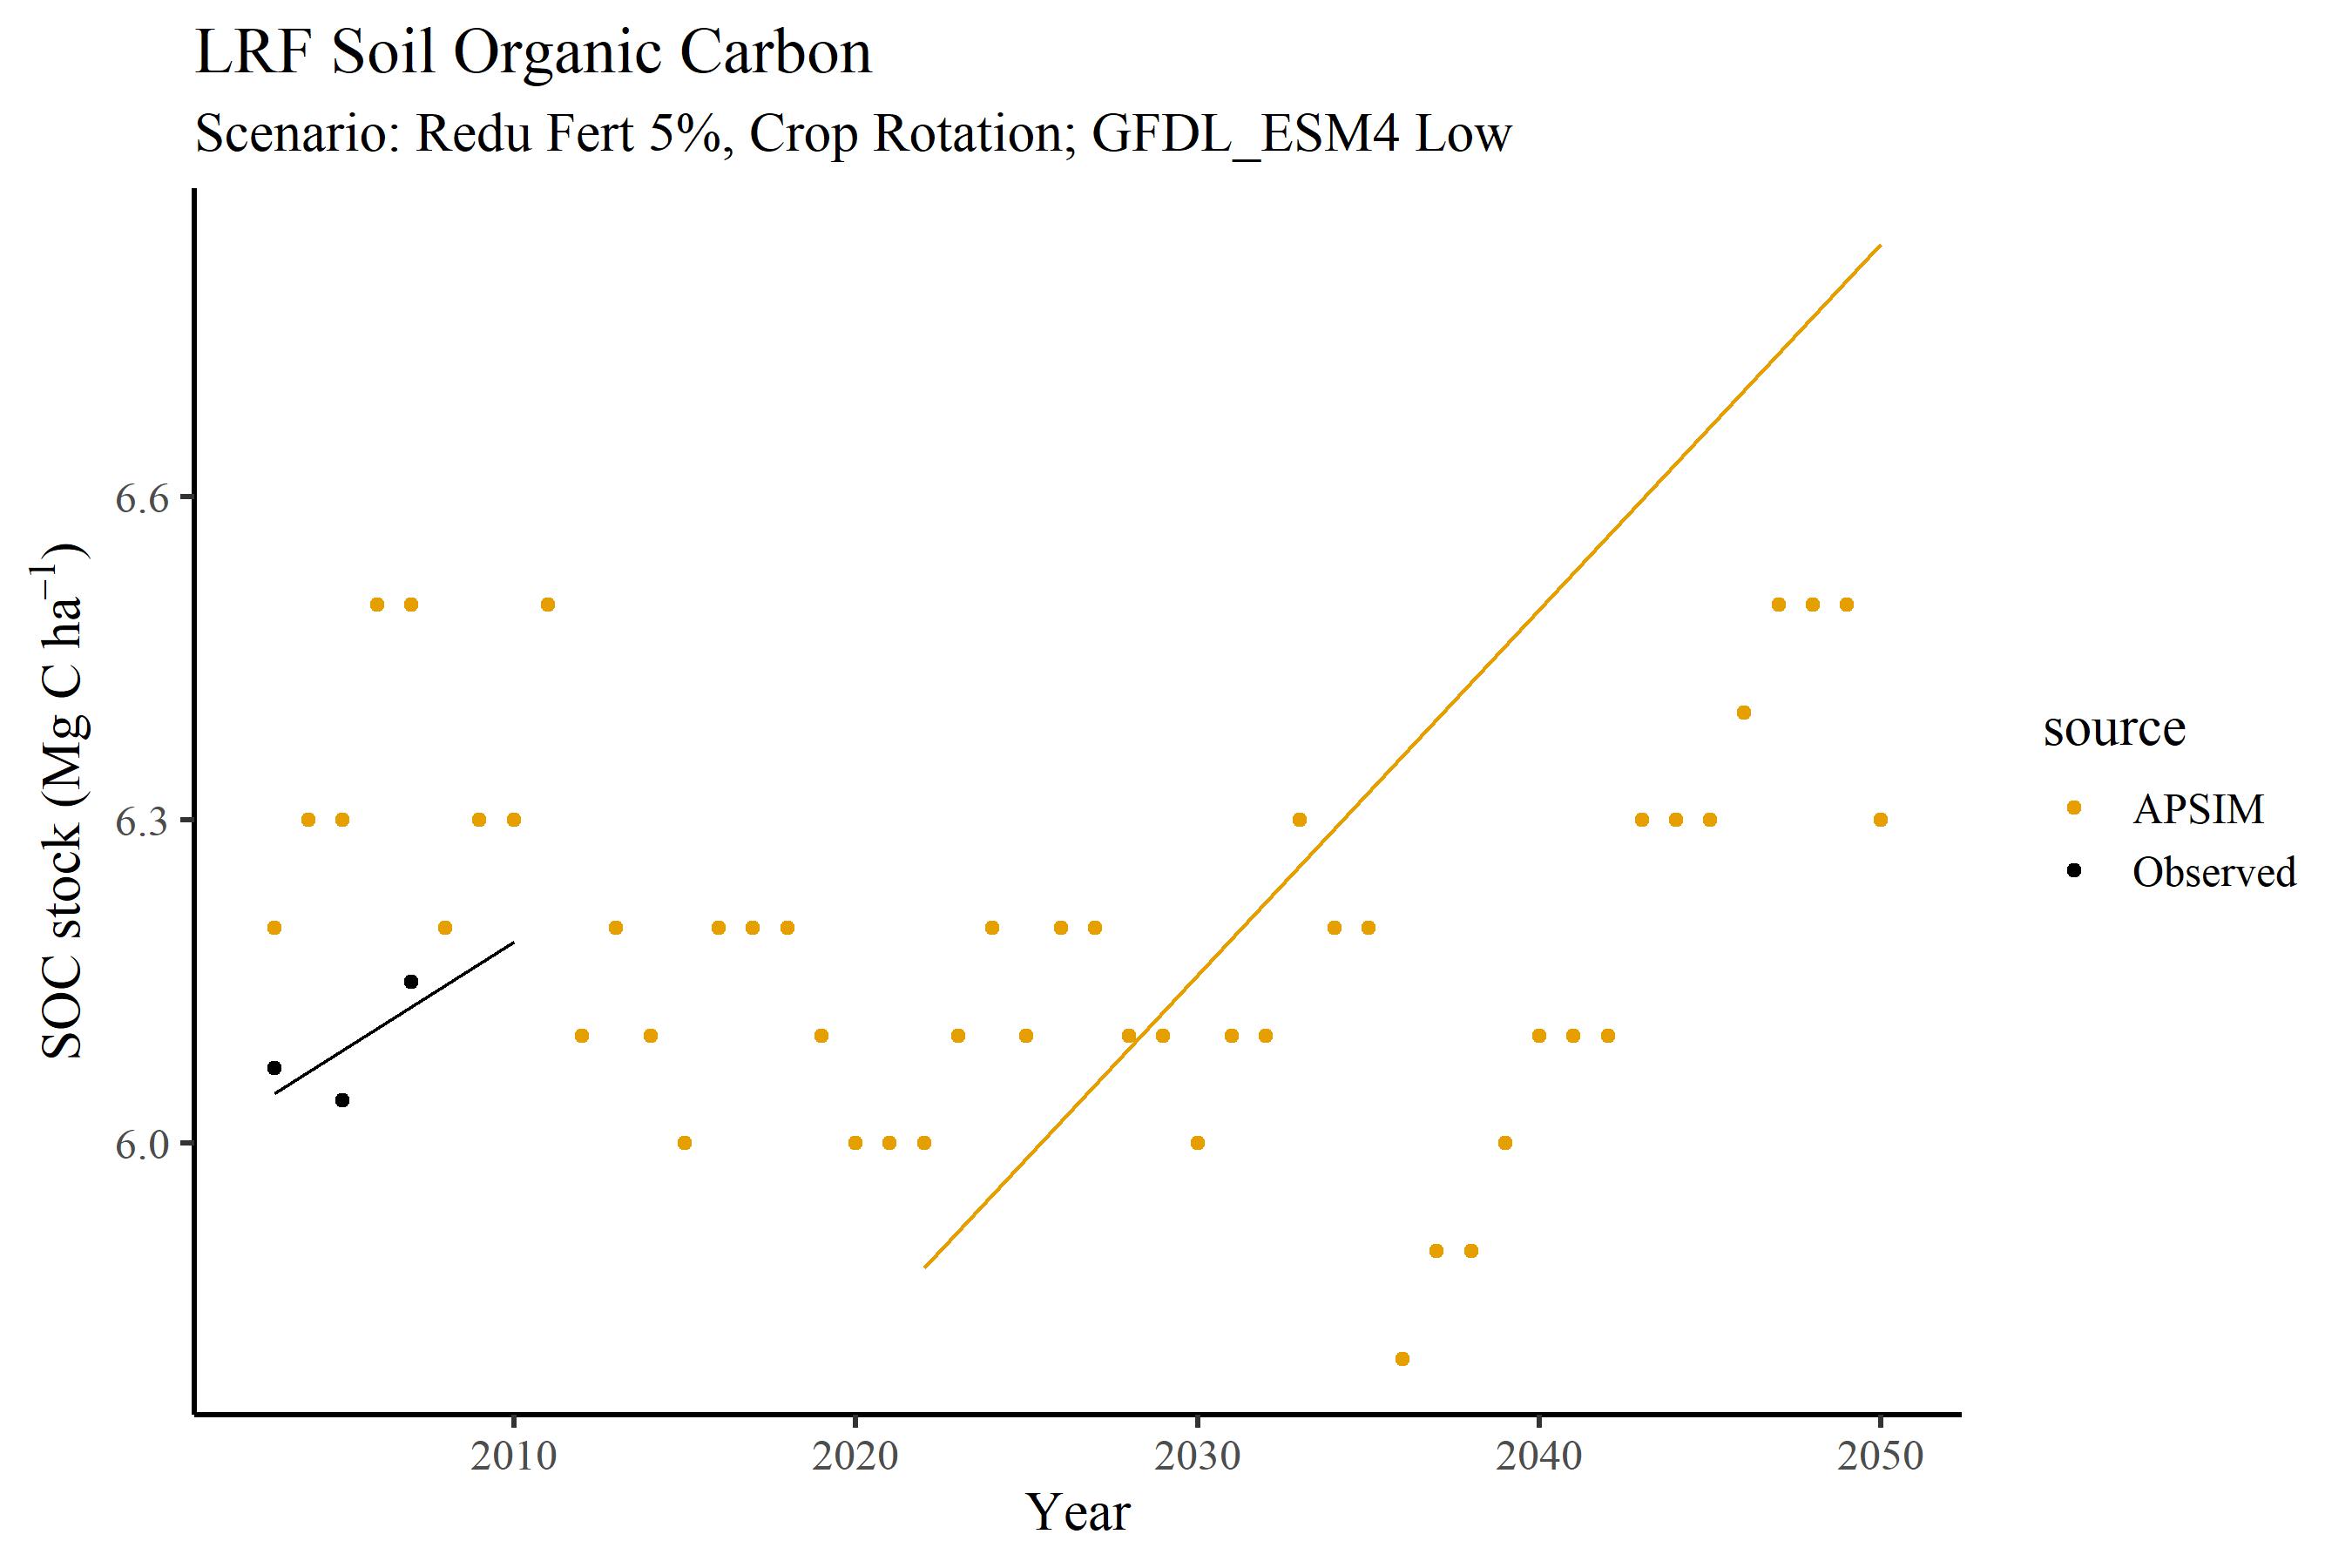 LRF Soil Organic Carbon
Scenario: Redu Fert 5%, Crop Rotation; GFDL_ESM4 Low
SOC stock (Mg C ha⁻¹)
6.6
6.3
6.0
2010 2020 2030 2040 2050
Year
source
APSIM
Observed